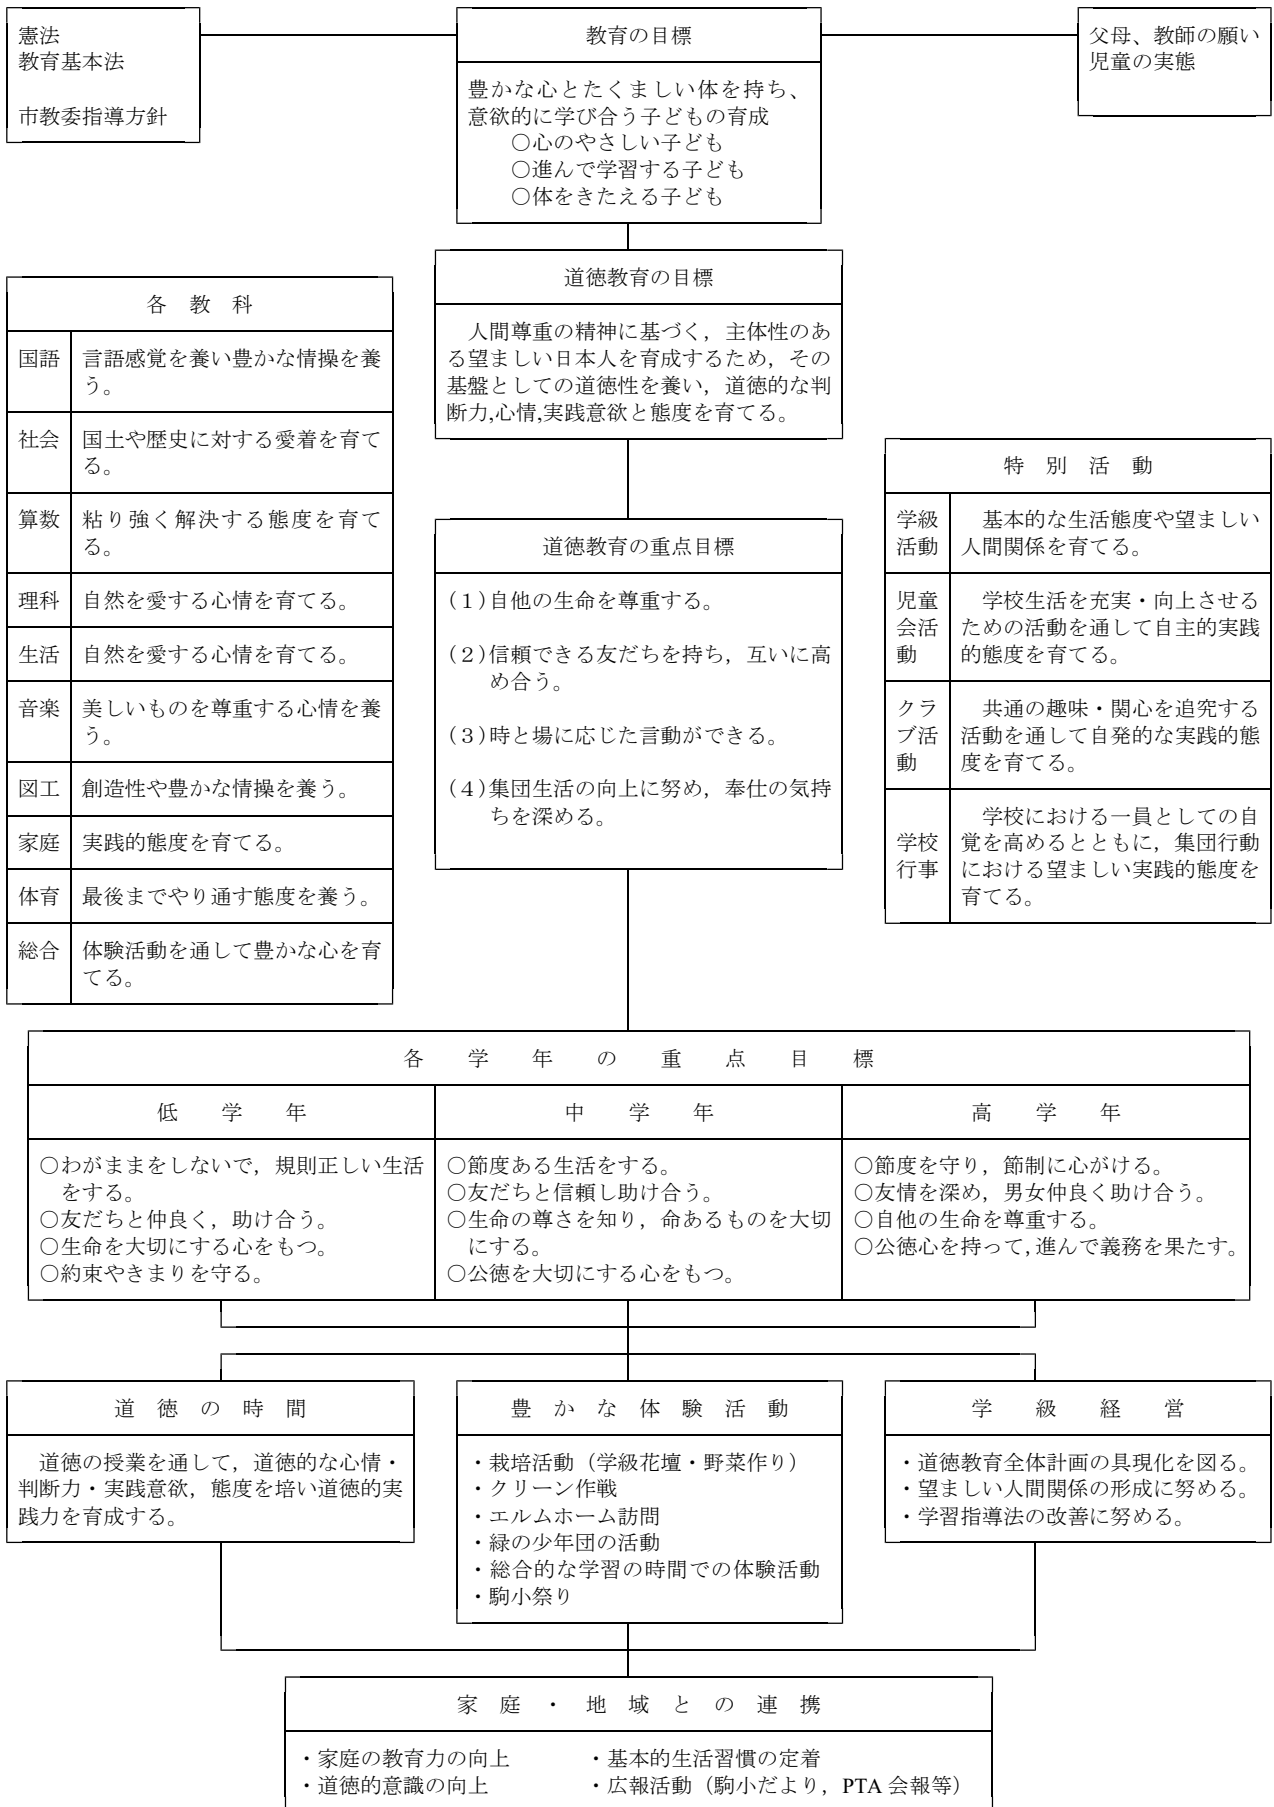 憲法
教育基本法
市教委指導方針
教育の目標
豊かな心とたくましい体を持ち、
意欲的に学び合う子どもの育成
○心のやさしい子ども
○進んで学習する子ども
○体をきたえる子ども
父母、教師の願い
児童の実態
道徳教育の目標
人間尊重の精神に基づく，主体性のあ
る望ましい日本人を育成するため，その
基盤としての道徳性を養い，道徳的な判
断力,心情,実践意欲と態度を育てる。
各 教 科
国語 言語感覚を養い豊かな情操を養
う。
社会 国土や歴史に対する愛着を育て
る。
算数 粘り強く解決する態度を育て
る。
理科 自然を愛する心情を育てる。
生活 自然を愛する心情を育てる。
音楽 美しいものを尊重する心情を養
う。
図工 創造性や豊かな情操を養う。
家庭 実践的態度を育てる。
体育 最後までやり通す態度を養う。
総合 体験活動を通して豊かな心を育
てる。
道徳教育の重点目標
(１)自他の生命を尊重する。
(２)信頼できる友だちを持ち，互いに高
め合う。
(３)時と場に応じた言動ができる。
(４)集団生活の向上に努め，奉仕の気持
ちを深める。
特 別 活 動
学級
活動
基本的な生活態度や望ましい
人間関係を育てる。
児童
会活
動
学校生活を充実・向上させる
ための活動を通して自主的実践
的態度を育てる。
クラ
ブ活
動
共通の趣味・関心を追究する
活動を通して自発的な実践的態
度を育てる。
学校
行事
学校における一員としての自
覚を高めるとともに，集団行動
における望ましい実践的態度を
育てる。
各 学 年 の 重 点 目 標
低 学 年
○わがままをしないで，規則正しい生活
をする。
○友だちと仲良く，助け合う。
○生命を大切にする心をもつ。
○約束やきまりを守る。
中 学 年
○節度ある生活をする。
○友だちと信頼し助け合う。
○生命の尊さを知り，命あるものを大切
にする。
○公徳を大切にする心をもつ。
高 学 年
○節度を守り，節制に心がける。
○友情を深め，男女仲良く助け合う。
○自他の生命を尊重する。
○公徳心を持って,進んで義務を果たす。
道 徳 の 時 間
道徳の授業を通して，道徳的な心情・
判断力・実践意欲，態度を培い道徳的実
践力を育成する。
豊 か な 体 験 活 動
・栽培活動（学級花壇・野菜作り）
・クリーン作戦
・エルムホーム訪問
・緑の少年団の活動
・総合的な学習の時間での体験活動
・駒小祭り
学 級 経 営
・道徳教育全体計画の具現化を図る。
・望ましい人間関係の形成に努める。
・学習指導法の改善に努める。
家 庭 ・ 地 域 と の 連 携
・家庭の教育力の向上 ・基本的生活習慣の定着
・道徳的意識の向上 ・広報活動（駒小だより，PTA 会報等）